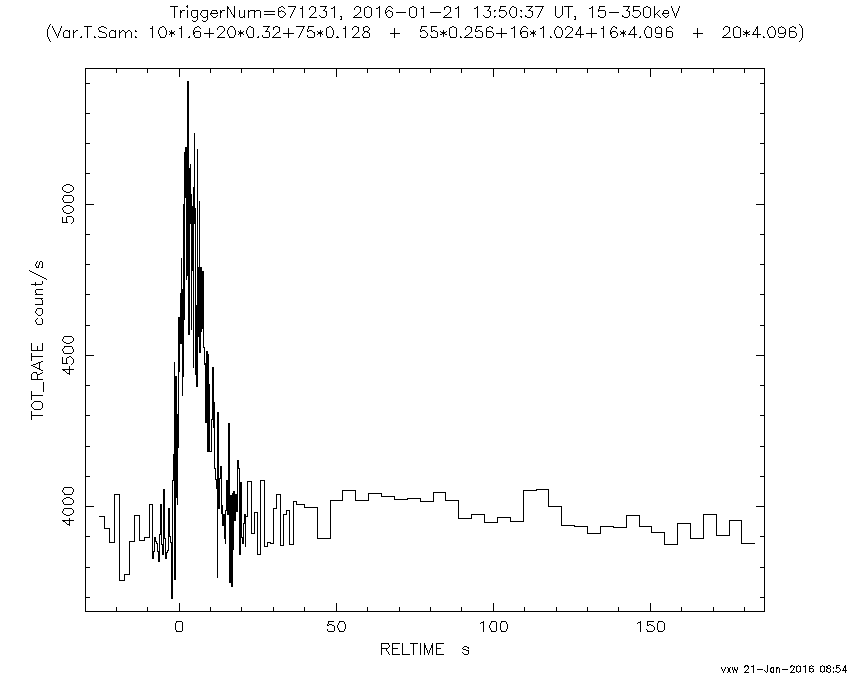 TriggerNum=671231, 2016-01-21 13:50:37 UT, 15-350keV
(Var.T.Sam: 10*1.6+20*0.32+75*0.128 + 55*0.256+16*1.024+16*4.096 + 20*4.096)
TOT_RATE count/s
5000
4500
4000
0 50 100 150
RELTIME s
vxw 21-Jan-2016 08:54